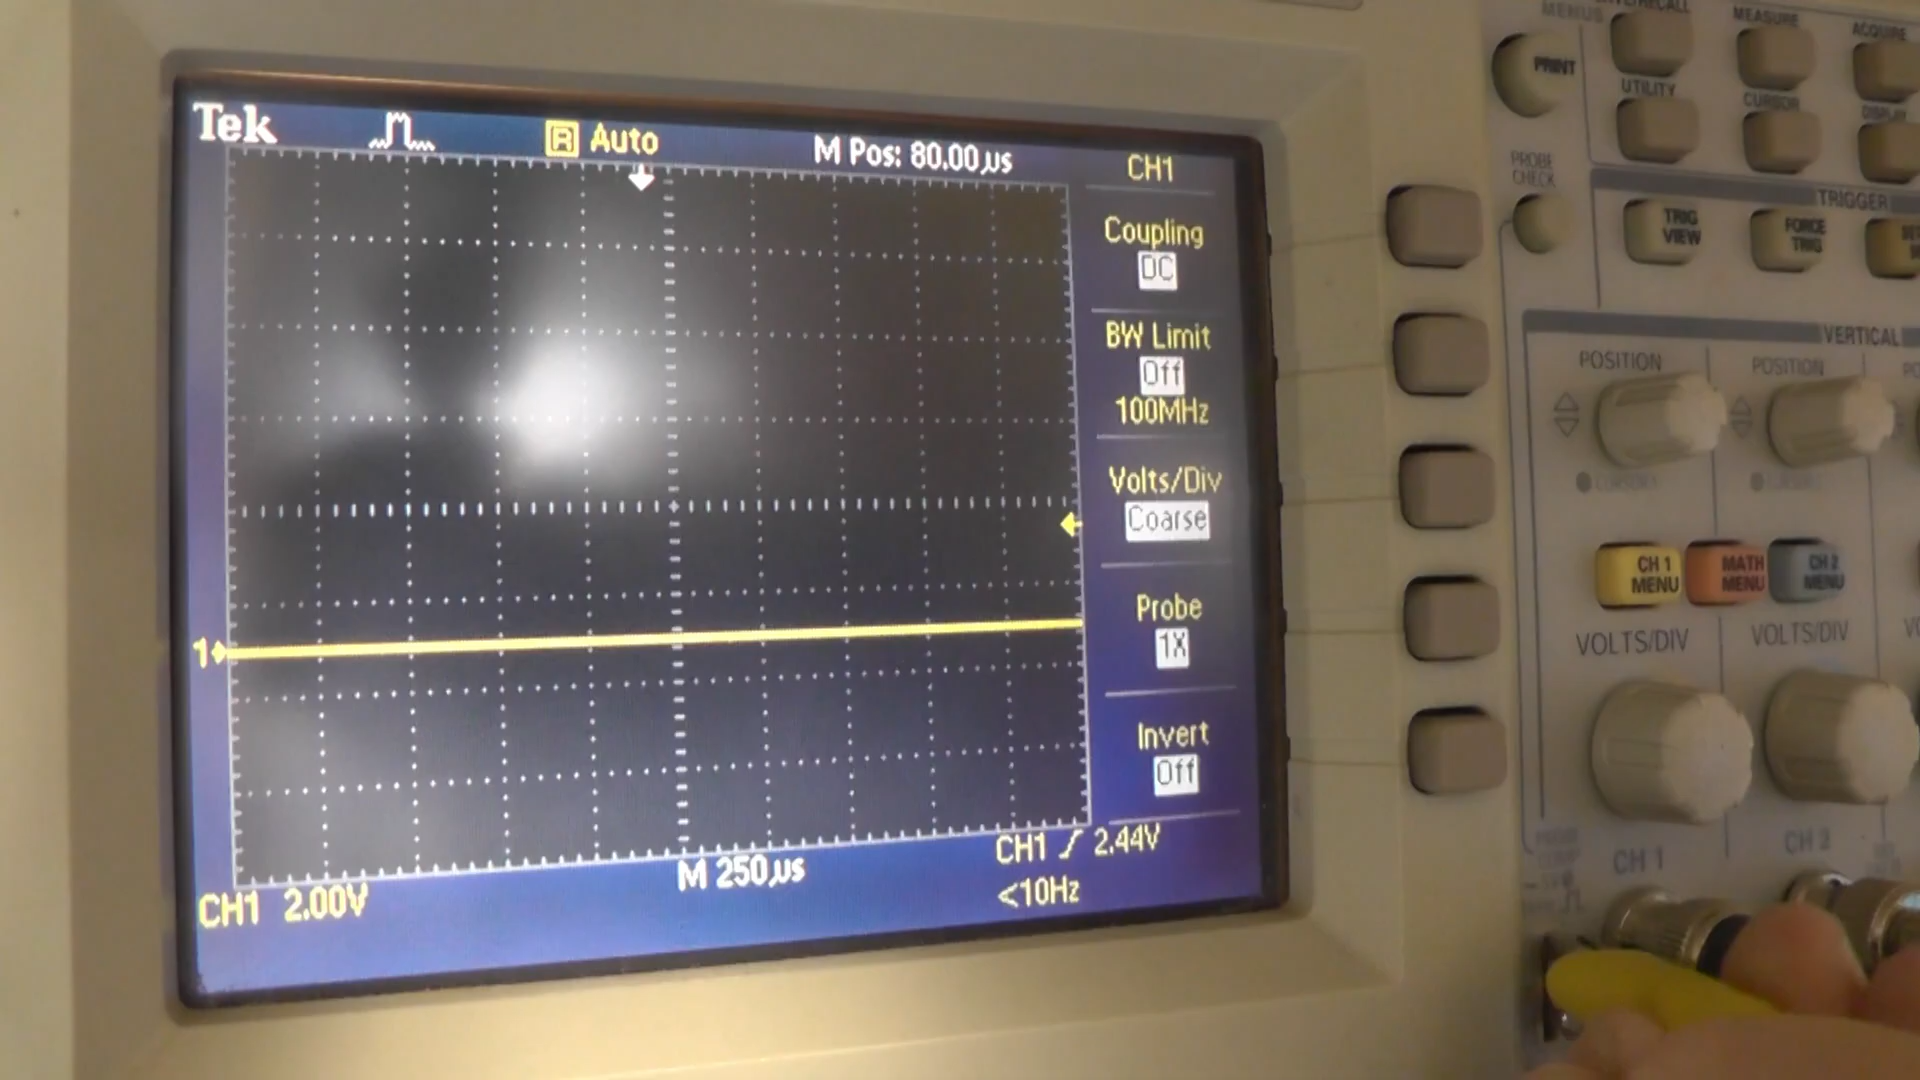 Tek
R Auto
M Pos: 80.00µs
CH1
Coupling
DC
BW Limit
Off
100MHz
Volts/Div
Coarse
Probe
1X
Invert
Off
1
CH1 2.00V
M 250µs
CH1 2.44V
<10Hz
MENUS
MEASURE
ACQUIRE
PRINT
UTILITY
CURSOR
DISPLAY
PROBE
CHECK
TRIGGER
TRIG
VIEW
FORCE
TRIG
VERTICAL
POSITION
POSITION
CH 1
MENU
MATH
MENU
CH 2
MENU
VOLTS/DIV
VOLTS/DIV
CH 1
CH 2